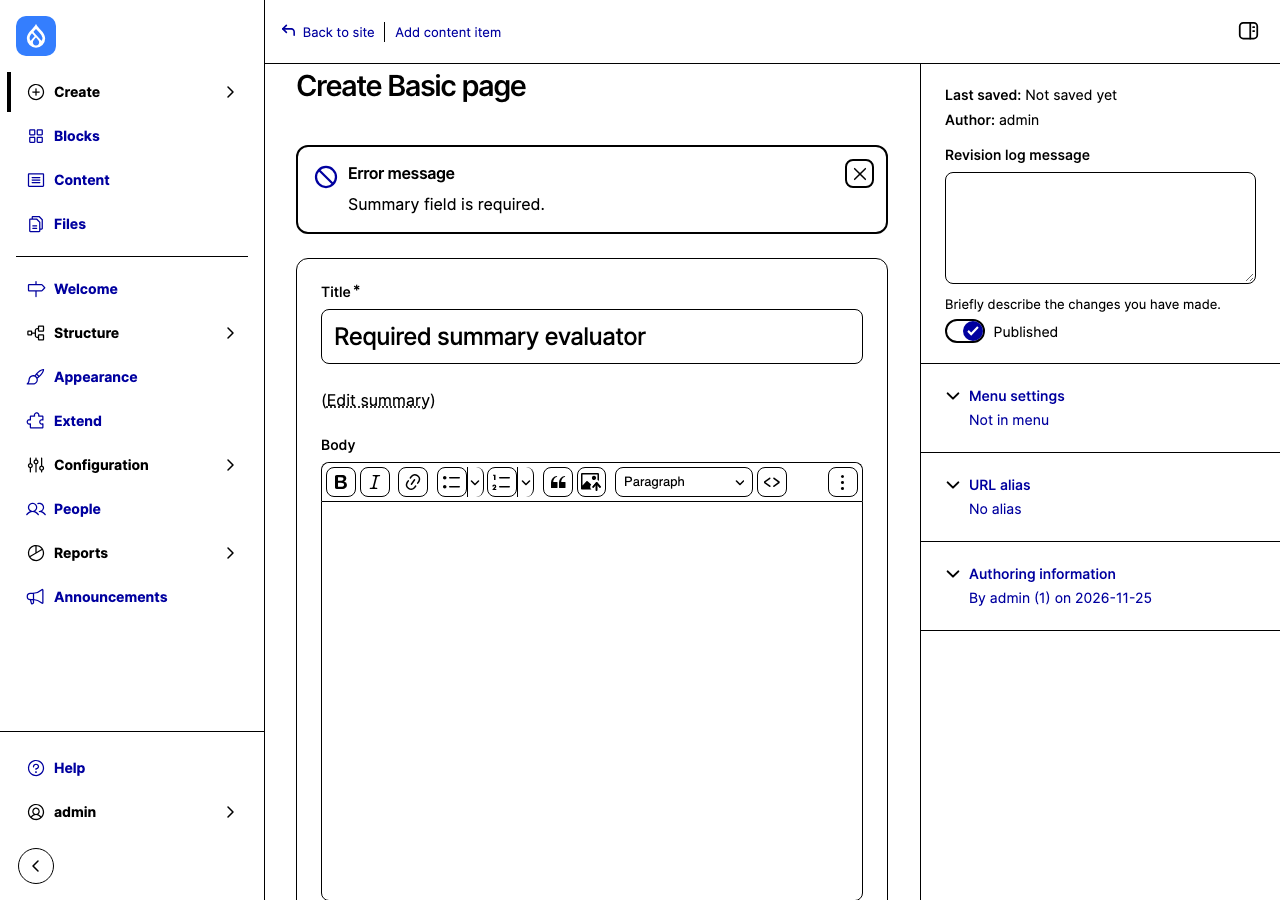 Back to site
Add content item
Create
Blocks
Content
Files
Welcome
Structure
Appearance
Extend
Configuration
People
Reports
Announcements
Help
admin
Create Basic page
Error message
Summary field is required.
Title*
Required summary evaluator
(Edit summary)
Body
B I
Paragraph
Last saved: Not saved yet
Author: admin
Revision log message
Briefly describe the changes you have made.
Published
Menu settings
Not in menu
URL alias
No alias
Authoring information
By admin (1) on 2026-11-25